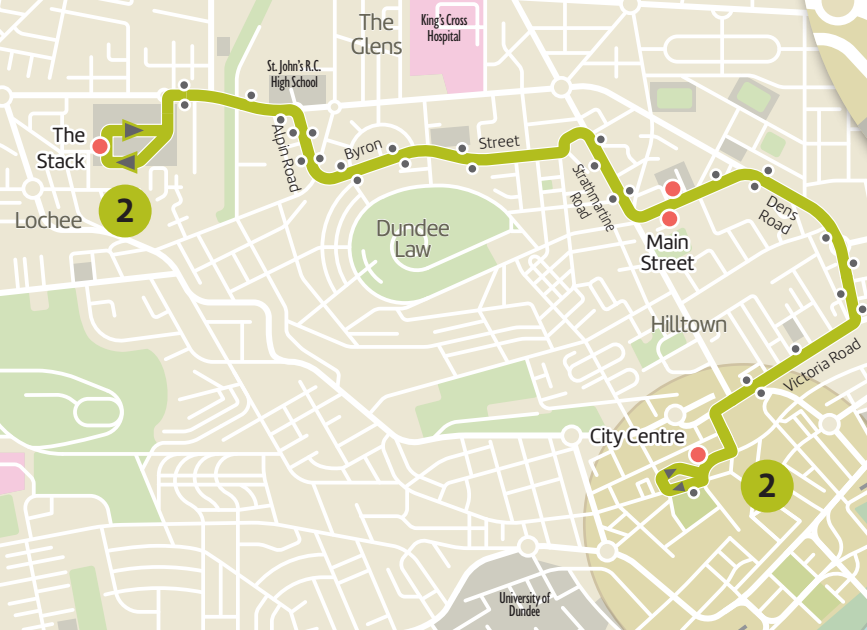 The
Glens
King's Cross
Hospital
St. John's R.C.
High School
The
Stack
Alpin Road
Byron
Street
Strathmartine
Road
Lochee
2
Dundee
Law
Main
Street
Dens
Road
Hilltown
Victoria Road
City Centre
2
University of
Dundee